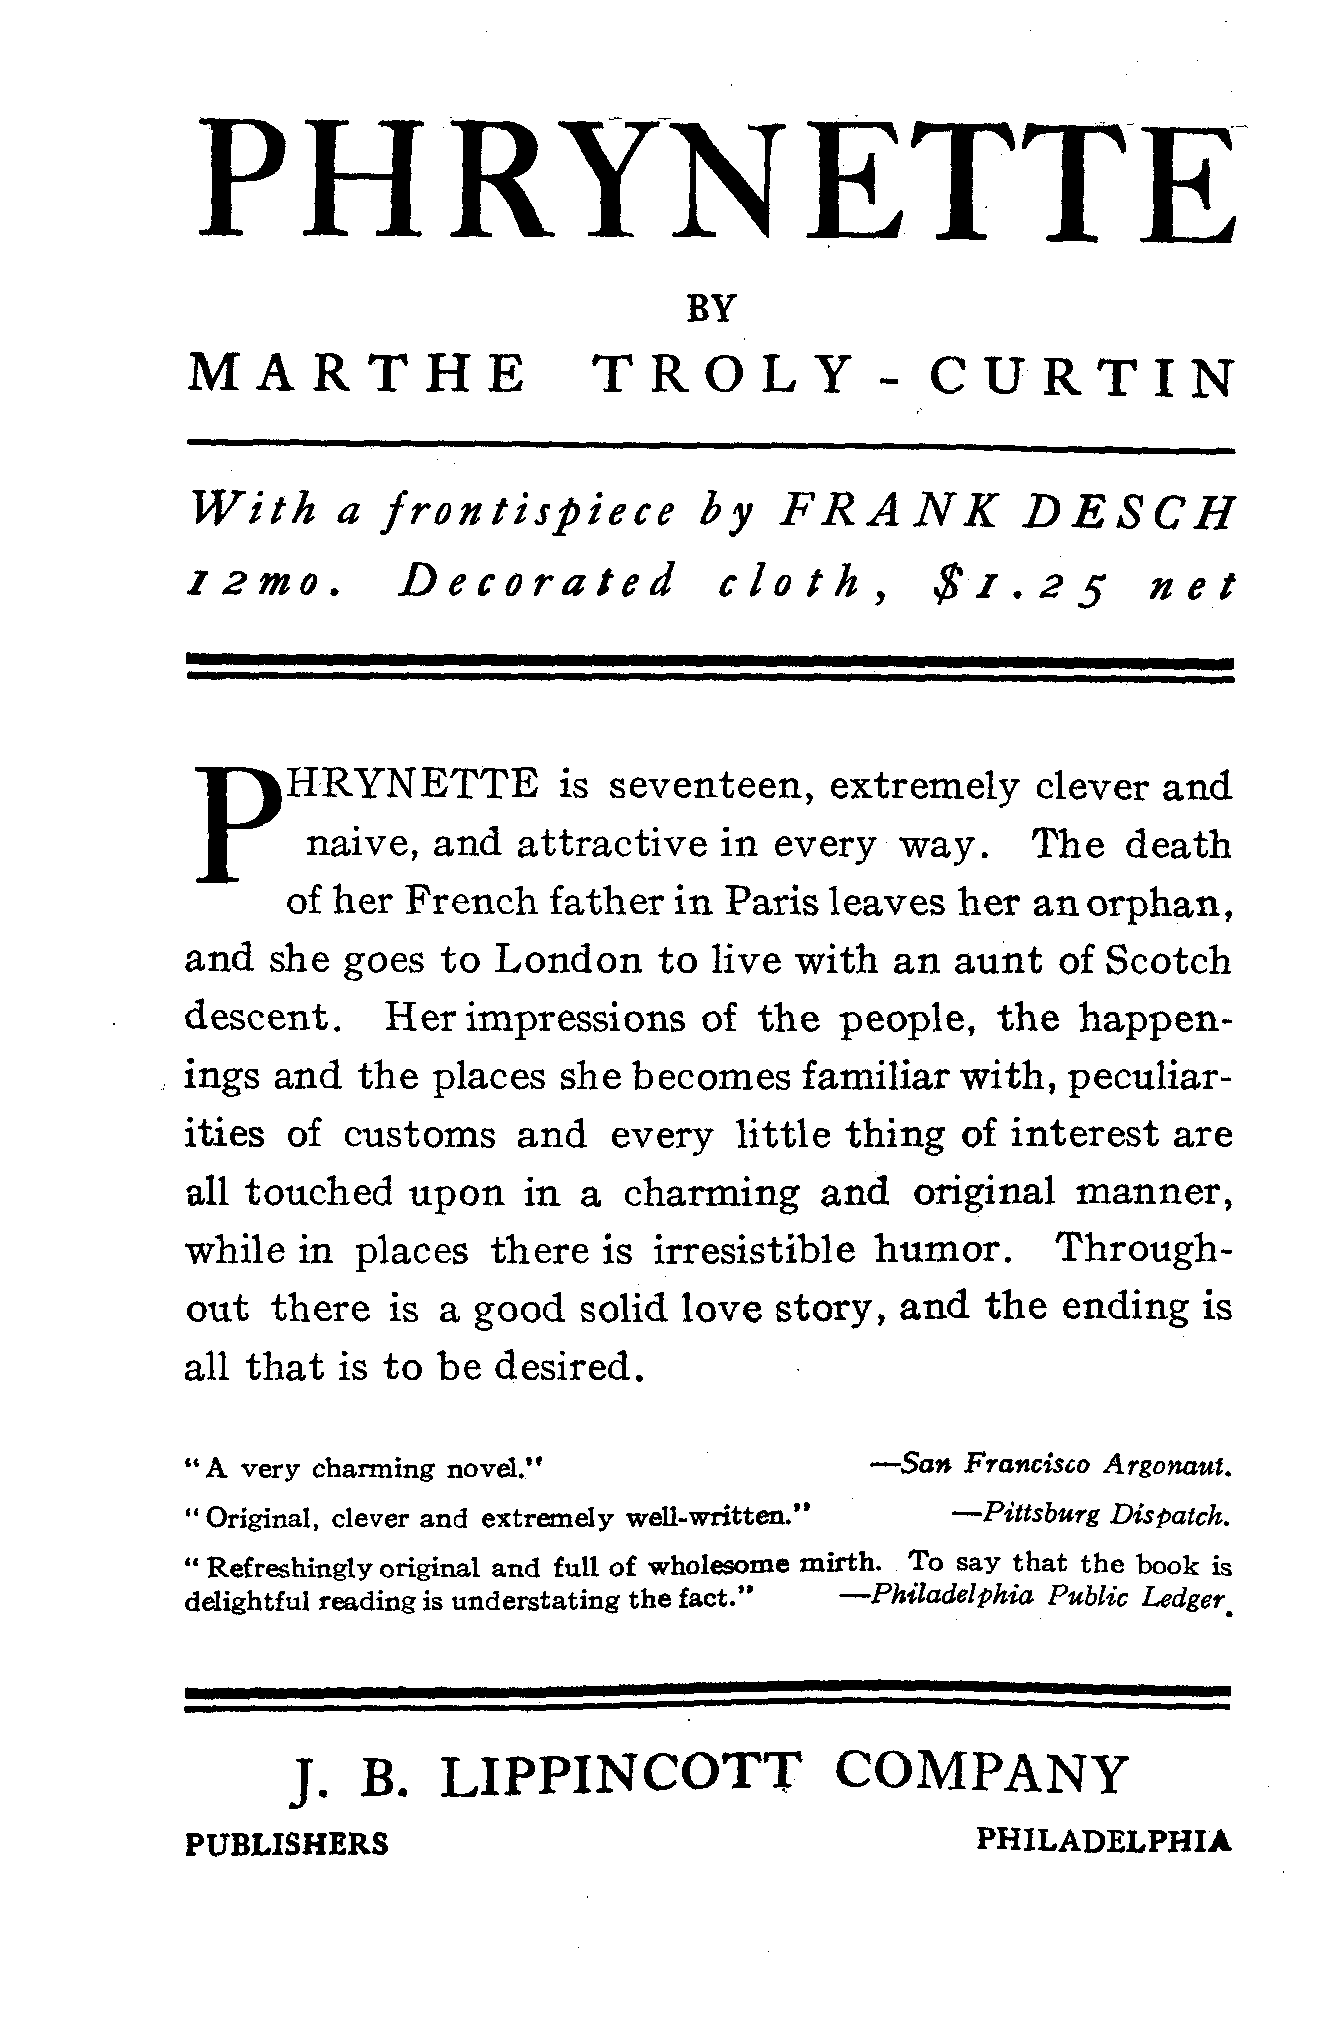 PHRYNETTE
BY
MARTHE TROLY-CURTIN
With a frontispiece by FRANK DESCH
12mo. Decorated cloth, $1.25 net
PHRYNETTE is seventeen, extremely clever and
naive, and attractive in every way. The death
of her French father in Paris leaves her an orphan,
and she goes to London to live with an aunt of Scotch
descent. Her impressions of the people, the happen-
ings and the places she becomes familiar with, peculiar-
ities of customs and every little thing of interest are
all touched upon in a charming and original manner,
while in places there is irresistible humor. Through-
out there is a good solid love story, and the ending is
all that is to be desired.
"A very charming novel." —San Francisco Argonaut.
"Original, clever and extremely well-written." —Pittsburg Dispatch.
"Refreshingly original and full of wholesome mirth. To say that the book is
delightful reading is understating the fact." —Philadelphia Public Ledger.
J. B. LIPPINCOTT COMPANY
PUBLISHERS PHILADELPHIA